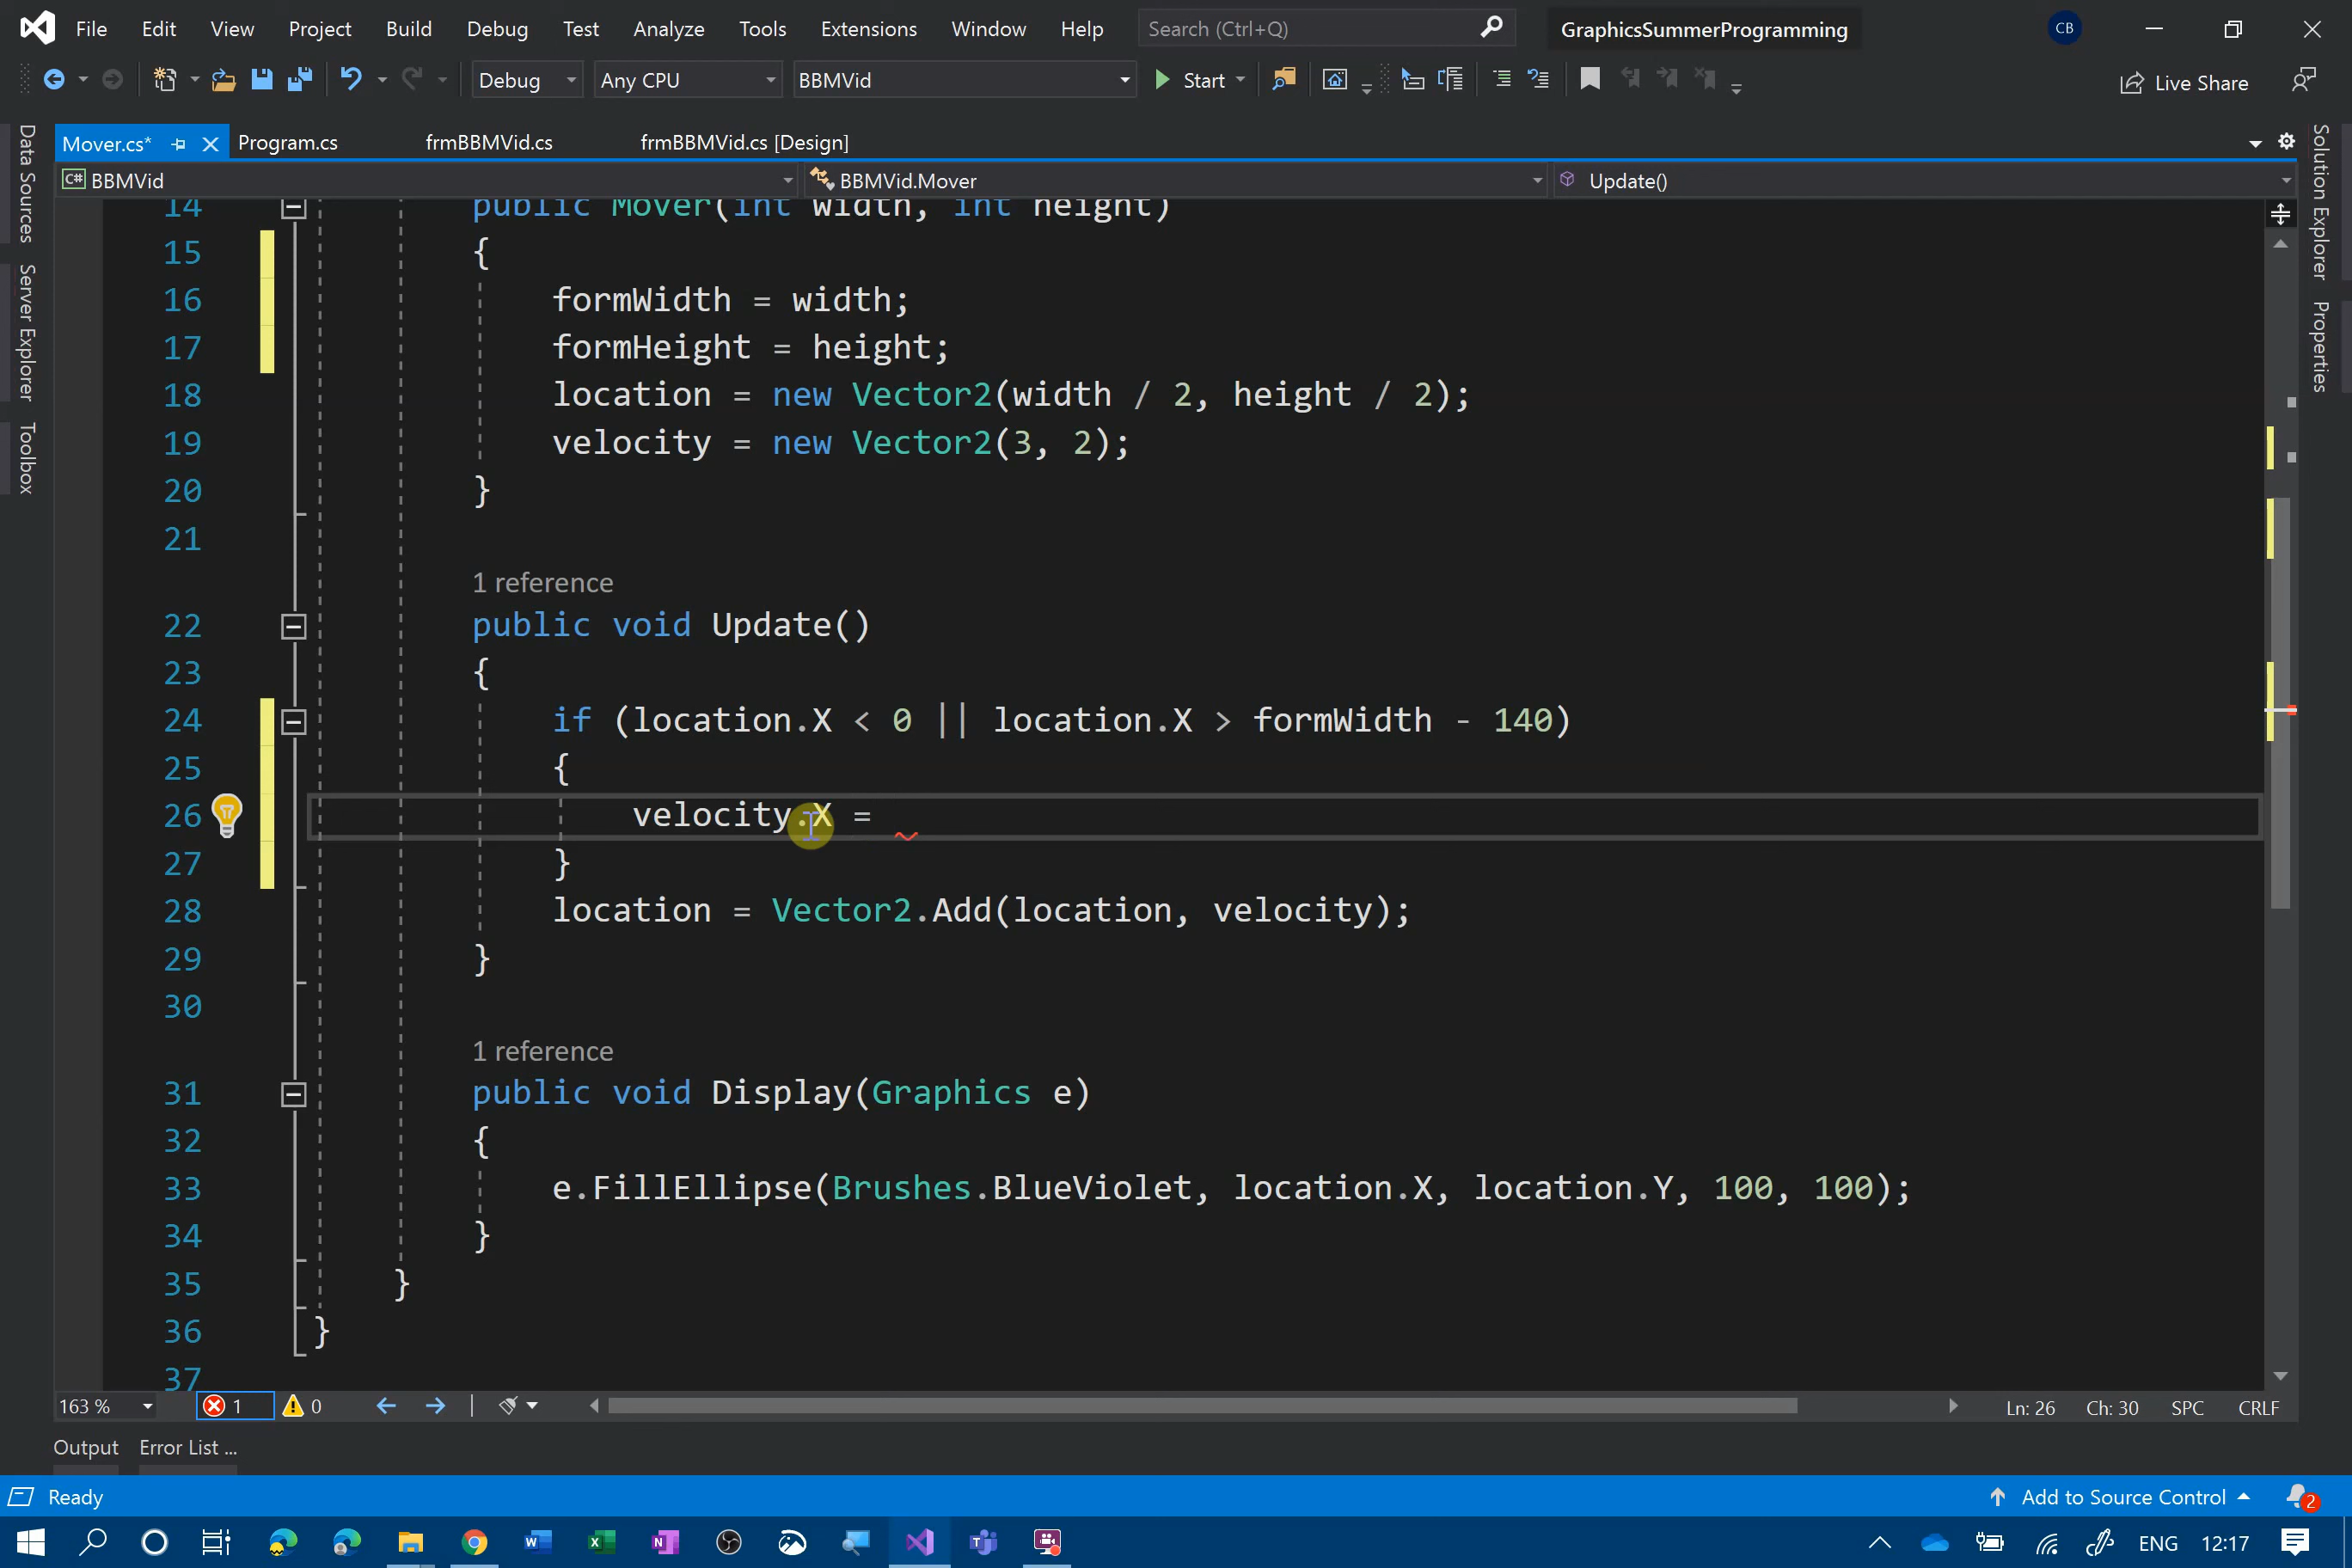 File Edit View Project Build Debug Test Analyze Tools Extensions Window Help Search (Ctrl+Q) GraphicsSummerProgramming CB
Debug Any CPU BBMVid Start Live Share
Mover.cs* Program.cs frmBBMVid.cs frmBBMVid.cs [Design]
C# BBMVid BBMVid.Mover Update()
Data Sources
Server Explorer
Toolbox
Solution Explorer
Properties
14 public Mover(int width, int height)
15 {
16 formWidth = width;
17 formHeight = height;
18 location = new Vector2(width / 2, height / 2);
19 velocity = new Vector2(3, 2);
20 }
21
1 reference
22 public void Update()
23 {
24 if (location.X < 0 || location.X > formWidth - 140)
25 {
26 velocity.X =
27 }
28 location = Vector2.Add(location, velocity);
29 }
30
1 reference
31 public void Display(Graphics e)
32 {
33 e.FillEllipse(Brushes.BlueViolet, location.X, location.Y, 100, 100);
34 }
35 }
36 }
37
163 % 1 0 Ln: 26 Ch: 30 SPC CRLF
Output Error List ...
Ready Add to Source Control 2
ENG 12:17